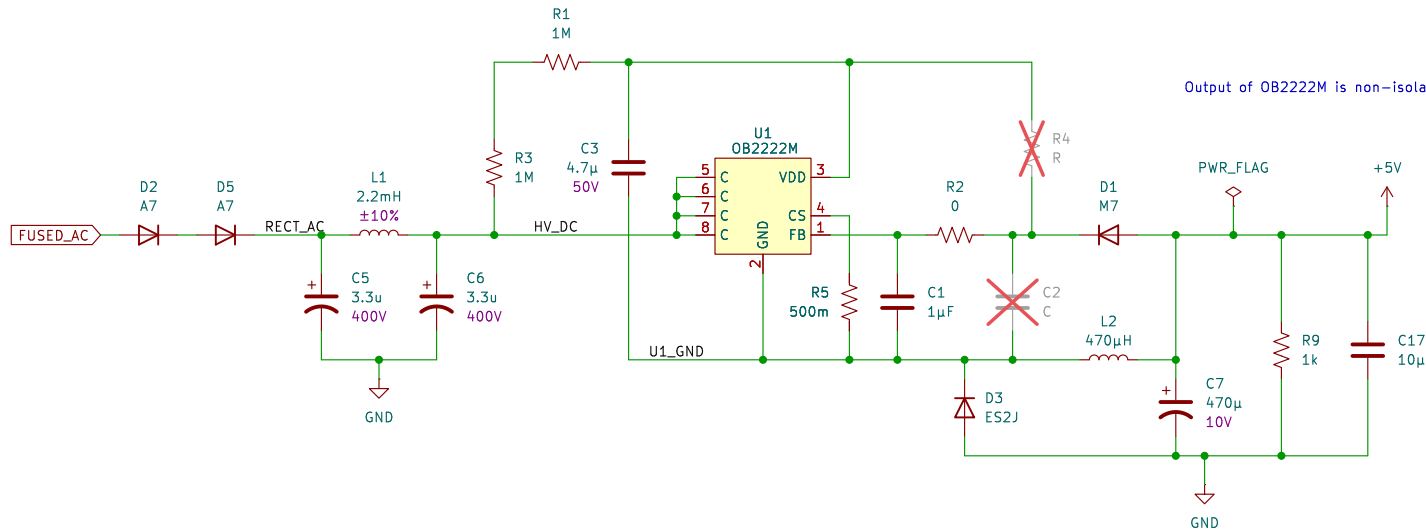 R1
1M
Output of OB2222M is non-isola
U1
OB2222M
R4
R
C3
4.7µ
50V
R3
1M
5 C
6 C
7 C
8 C
VDD 3
CS 4
FB 1
GND
2
PWR_FLAG
+5V
D2
A7
D5
A7
L1
2.2mH
±10%
R2
0
D1
M7
FUSED_AC
RECT_AC
HV_DC
C5
3.3u
400V
C6
3.3u
400V
R5
500m
C1
1µF
C2
C
L2
470µH
R9
1k
C17
10µ
U1_GND
GND
D3
ES2J
C7
470µ
10V
GND